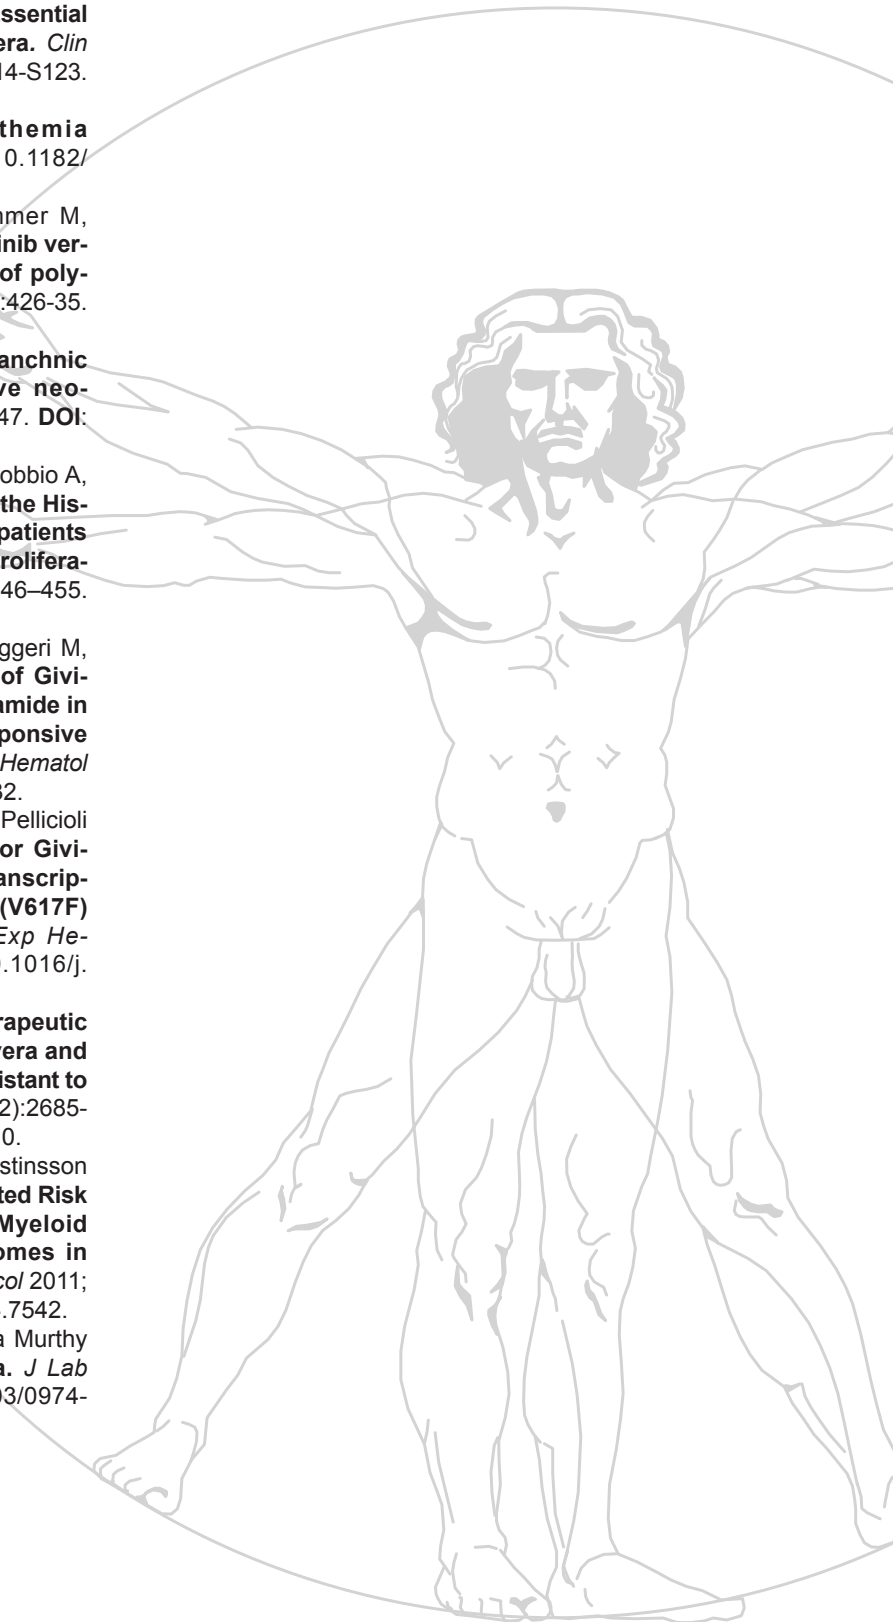 ssential
era. Clin
14-S123.
themia
0.1182/
nmer M,
inib ver-
of poly-
:426-35.
anchnic
ve neo-
47. DOI:
obbio A,
the His-
patients
rolifera-
46–455.
ggeri M,
of Givi-
amide in
ponsive
Hematol
32.
Pellicioli
or Givi-
anscrip-
(V617F)
Exp He-
0.1016/j.
rapeutic
vera and
istant to
2):2685-
0.
stinsson
ted Risk
Myeloid
omes in
col 2011;
.7542.
a Murthy
a. J Lab
03/0974-